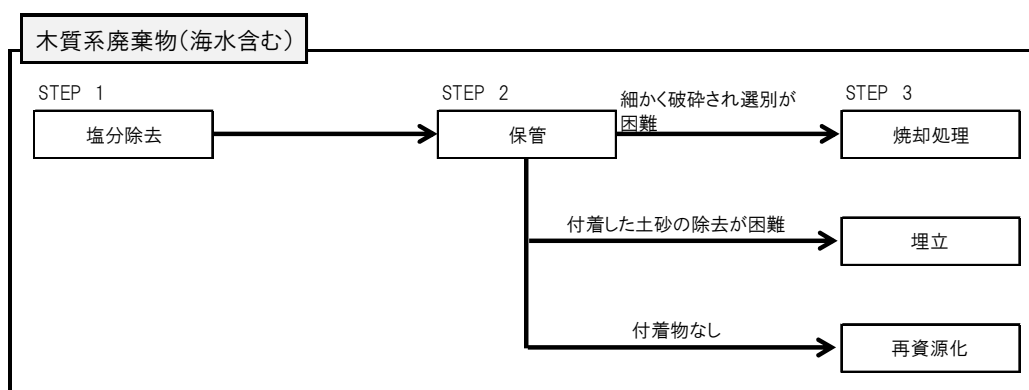 木質系廃棄物(海水含む)
STEP 1
塩分除去
STEP 2
保管
細かく破砕され選別が
困難
STEP 3
焼却処理
付着した土砂の除去が困難
埋立
付着物なし
再資源化